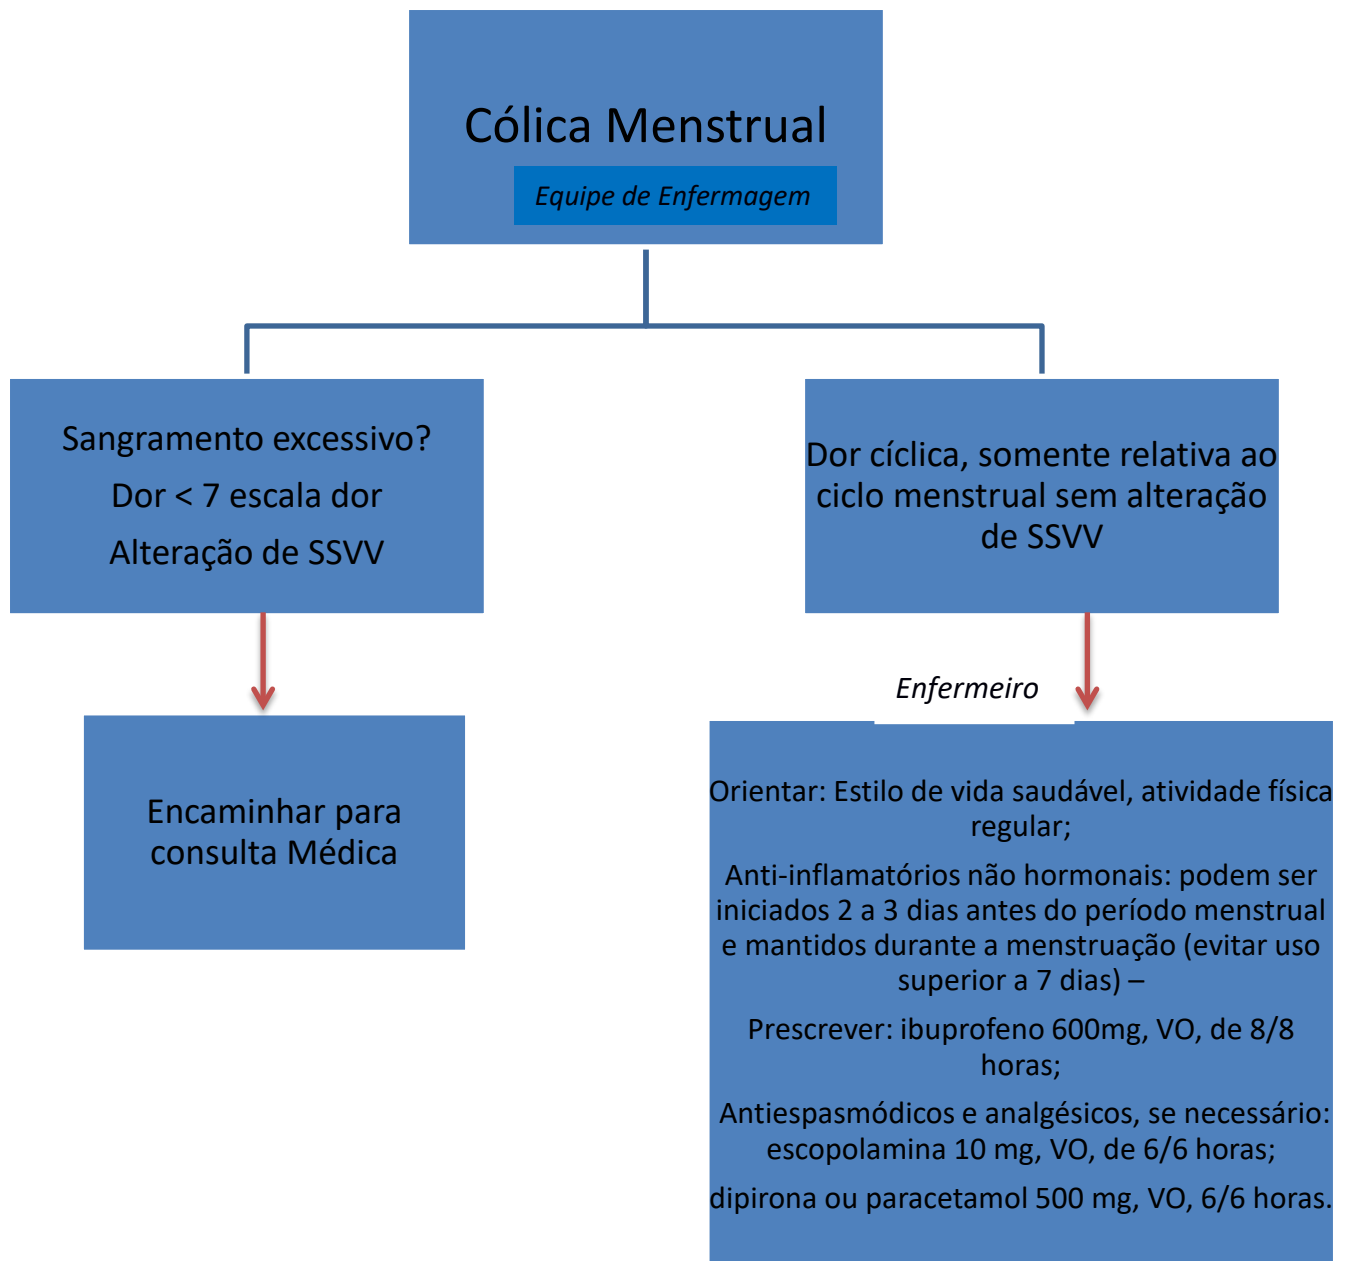 Cólica Menstrual
Equipe de Enfermagem
Sangramento excessivo?
Dor < 7 escala dor
Alteração de SSVV
Dor cíclica, somente relativa ao
ciclo menstrual sem alteração
de SSVV
Encaminhar para
consulta Médica
Enfermeiro
Orientar: Estilo de vida saudável, atividade física
regular;
Anti-inflamatórios não hormonais: podem ser
iniciados 2 a 3 dias antes do período menstrual
e mantidos durante a menstruação (evitar uso
superior a 7 dias) –
Prescrever: ibuprofeno 600mg, VO, de 8/8
horas;
Antiespasmódicos e analgésicos, se necessário:
escopolamina 10 mg, VO, de 6/6 horas;
dipirona ou paracetamol 500 mg, VO, 6/6 horas.